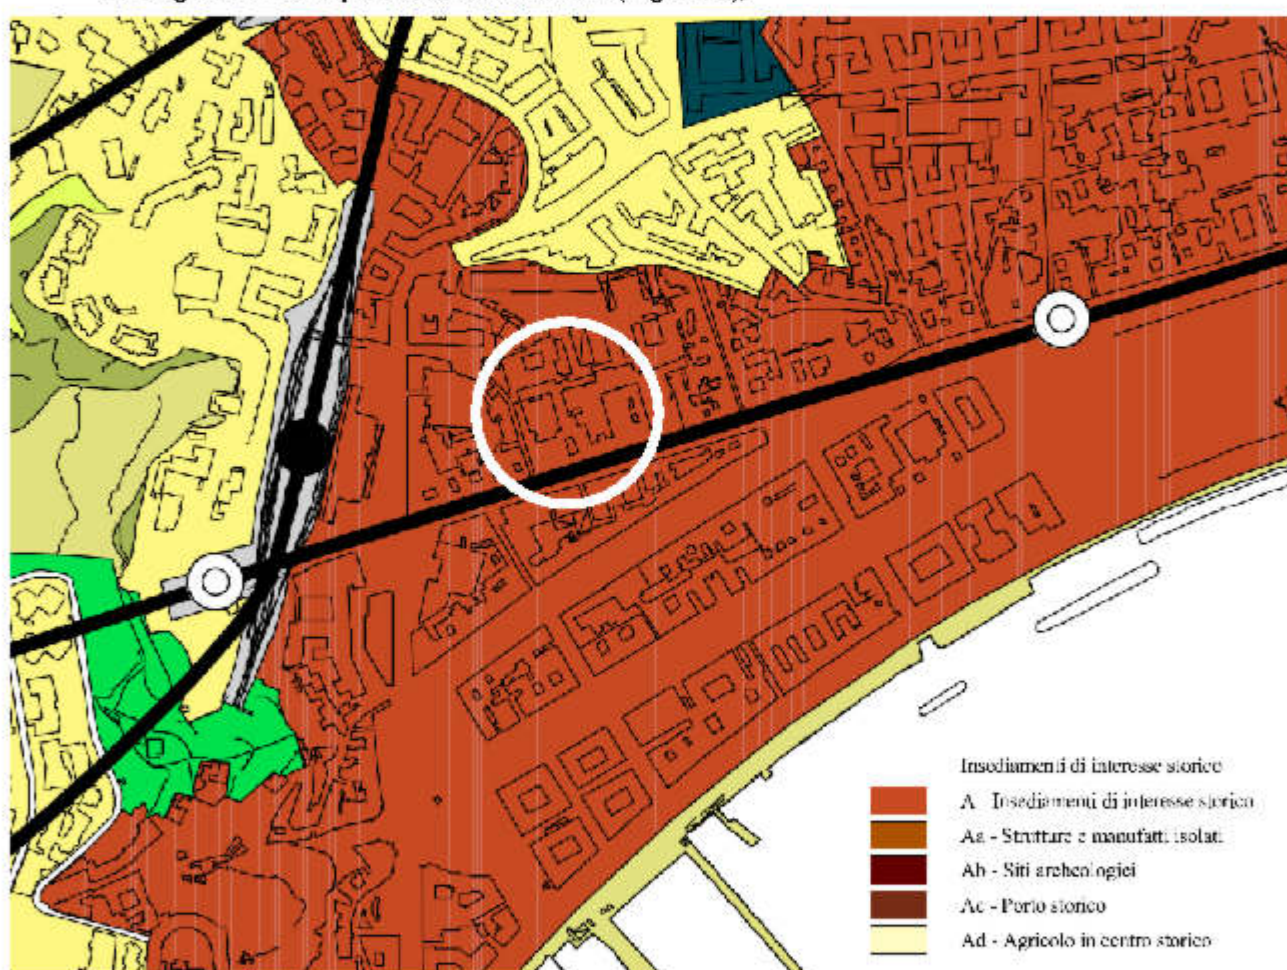 Insediamenti di interesse storico
A - Insediamenti di interesse storico
Aa - Strutture e manufatti isolati
Ab - Siti archeologici
Ac - Porto storico
Ad - Agricolo in centro storico